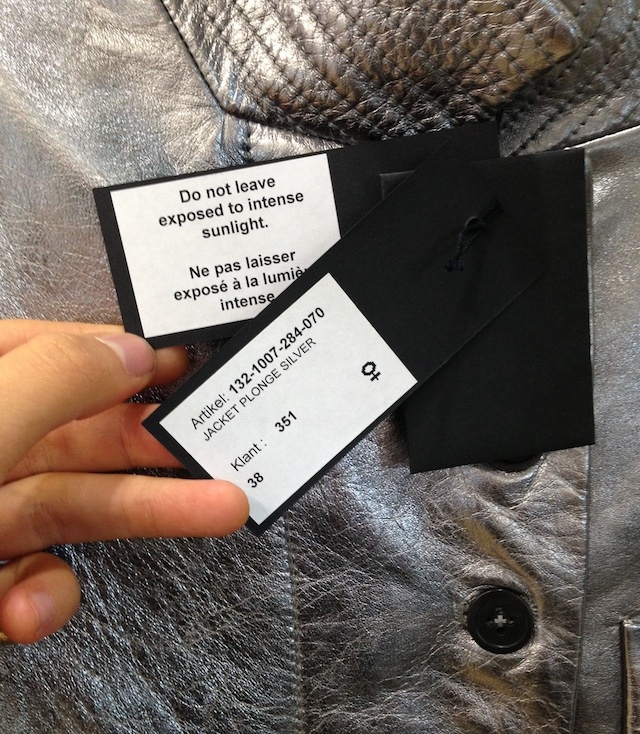 Do not leave
exposed to intense
sunlight.
Ne pas laisser
exposé à la
intense
Artikel: 132-1007-284-070
JACKET PLONGE SILVER
Klant : 351
38